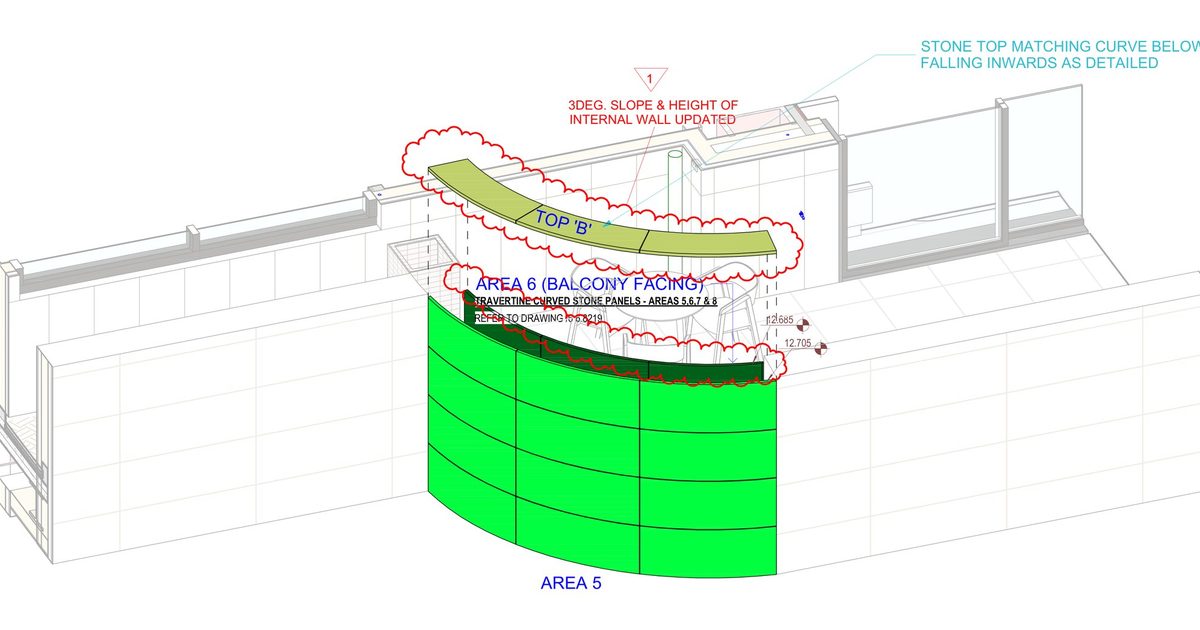 STONE TOP MATCHING CURVE BELOW
FALLING INWARDS AS DETAILED
1
3DEG. SLOPE & HEIGHT OF
INTERNAL WALL UPDATED
TOP 'B'
AREA 6 (BALCONY FACING)
TRAVERTINE CURVED STONE PANELS - AREAS 5,6,7 & 8
REFER TO DRAWING
12.685
12.705
AREA 5